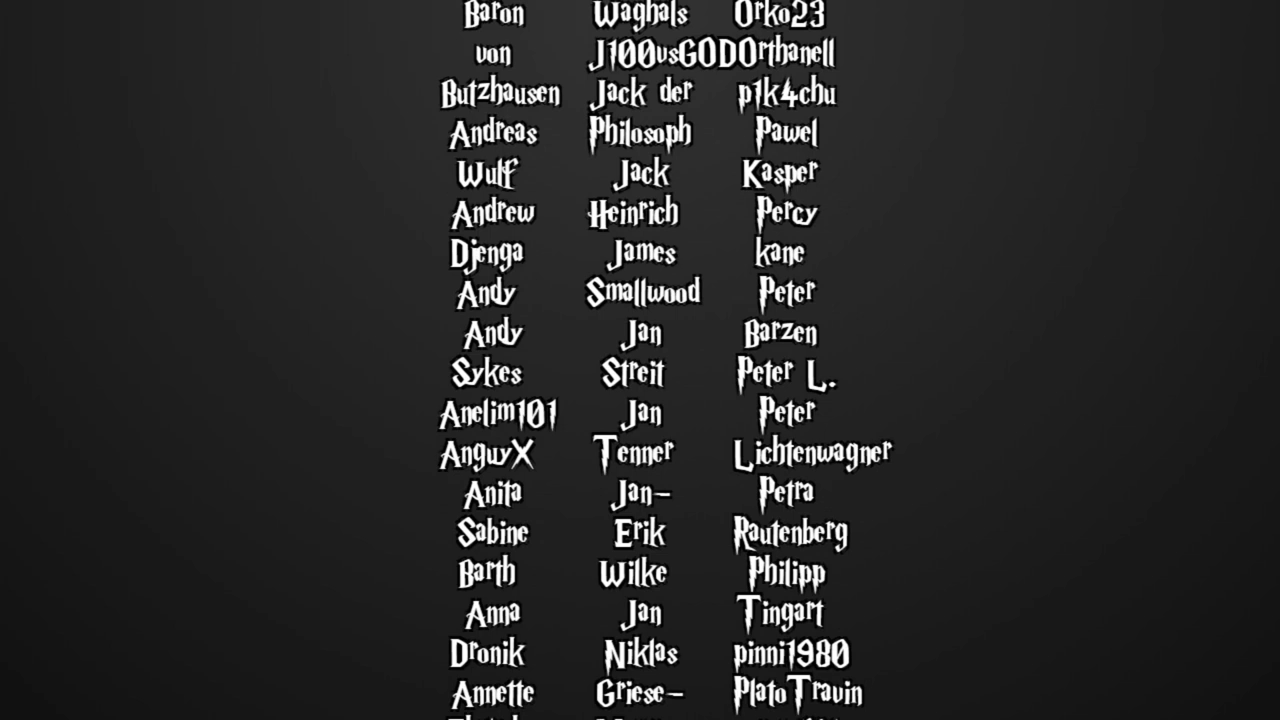 Baron
von
Butzhausen
Andreas
Wulf
Andrew
Djenga
Andy
Andy
Sykes
Anelim101
AnguyX
Anita
Sabine
Barth
Anna
Dronik
Annette
Waghals
J100vsGOD
Jack der
Philosoph
Jack
Heinrich
James
Smallwood
Jan
Streit
Jan
Tenner
Jan-
Erik
Wilke
Jan
Niklas
Griese-
Orko23
Orthanell
p1k4chu
Pawel
Kasper
Percy
kane
Peter
Barzen
Peter L.
Peter
Lichtenwagner
Petra
Rautenberg
Philipp
Tingart
pinni1980
PlatoTravin